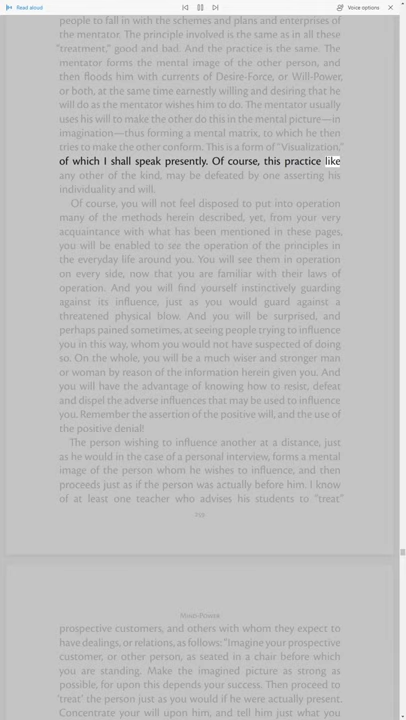 Read aloud
Voice options
people to fall in with the schemes and plans and enterprises of
the mentator. The principle involved is the same as in all these
"treatment," good and bad. And the practice is the same. The
mentator forms the mental image of the other person, and
then floods him with currents of Desire-Force, or Will-Power,
or both, at the same time earnestly willing and desiring that he
will do as the mentator wishes him to do. The mentator usually
uses his will to make the other do this in the mental picture—in
imagination—thus forming a mental matrix, to which he then
tries to make the other conform. This is a form of "Visualization,"
of which I shall speak presently. Of course, this practice like
any other of the kind, may be defeated by one asserting his
individuality and will.
Of course, you will not feel disposed to put into operation
many of the methods herein described, yet, from your very
acquaintance with what has been mentioned in these pages,
you will be enabled to see the operation of the principles in
the everyday life around you. You will see them in operation
on every side, now that you are familiar with their laws of
operation. And you will find yourself instinctively guarding
against its influence, just as you would guard against a
threatened physical blow. And you will be surprised, and
perhaps pained sometimes, at seeing people trying to influence
you in this way, whom you would not have suspected of doing
so. On the whole, you will be a much wiser and stronger man
or woman by reason of the information herein given you. And
you will have the advantage of knowing how to resist, defeat
and dispel the adverse influences that may be used to influence
you. Remember the assertion of the positive will, and the use of
the positive denial!
The person wishing to influence another at a distance, just
as he would in the case of a personal interview, forms a mental
image of the person whom he wishes to influence, and then
proceeds just as if the person was actually before him. I know
of at least one teacher who advises his students to "treat"
Mind-Power
prospective customers, and others with whom they expect to
have dealings, or relations, as follows: "Imagine your prospective
customer, or other person, as seated in a chair before which
you are standing. Make the imagined picture as strong as
possible, for upon this depends your success. Then proceed to
'treat' the person just as you would if he were actually present.
Concentrate your will upon him, and tell him just what you